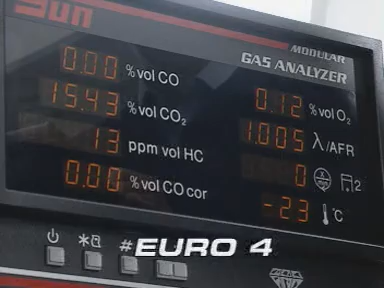 Sun
MODULAR
GAS ANALYZER
0.00 %vol CO
15.43 %vol CO₂
0.12 %vol O₂
13 ppm vol HC
1.005 λ/AFR
0 2
0.00 %vol CO cor
-23 °C
#EURO 4